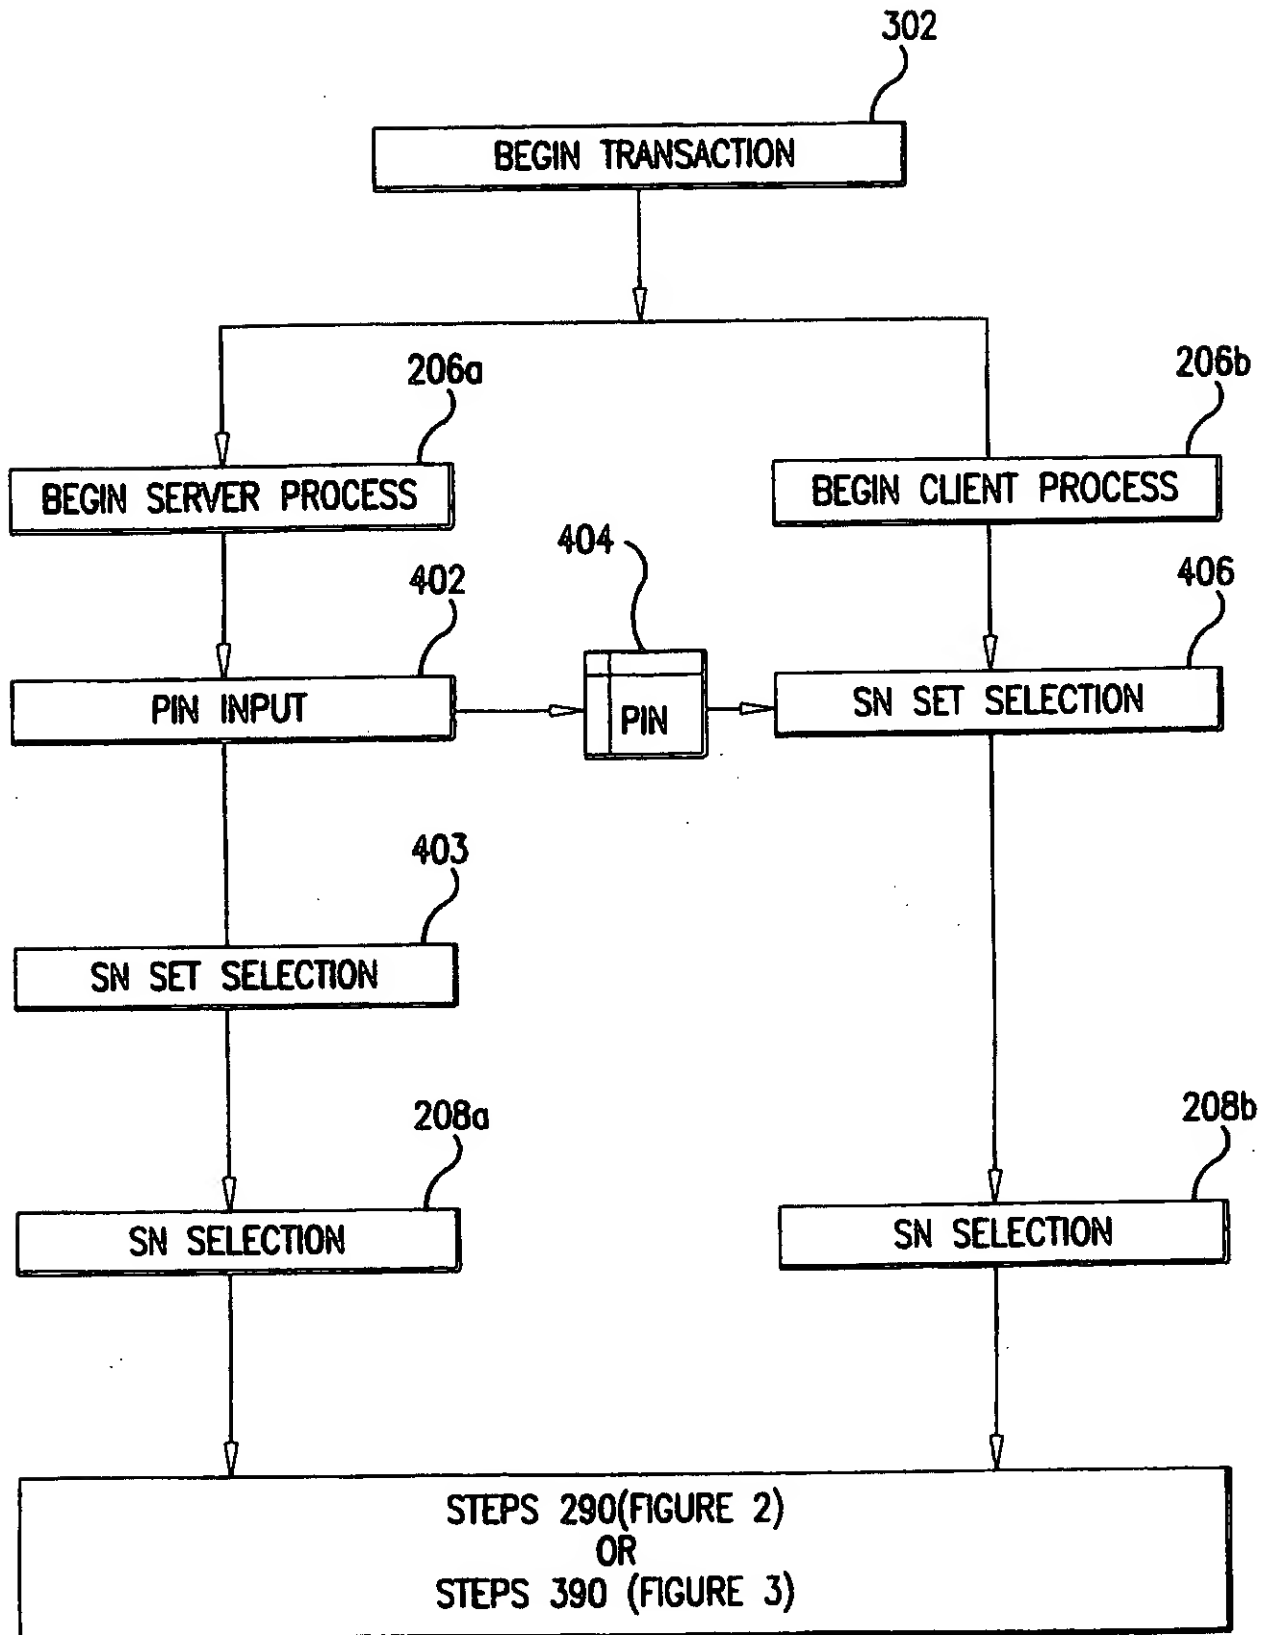 302
BEGIN TRANSACTION
206a
206b
BEGIN SERVER PROCESS
BEGIN CLIENT PROCESS
404
402
406
PIN INPUT
PIN
SN SET SELECTION
403
SN SET SELECTION
208a
208b
SN SELECTION
SN SELECTION
STEPS 290(FIGURE 2)
OR
STEPS 390 (FIGURE 3)